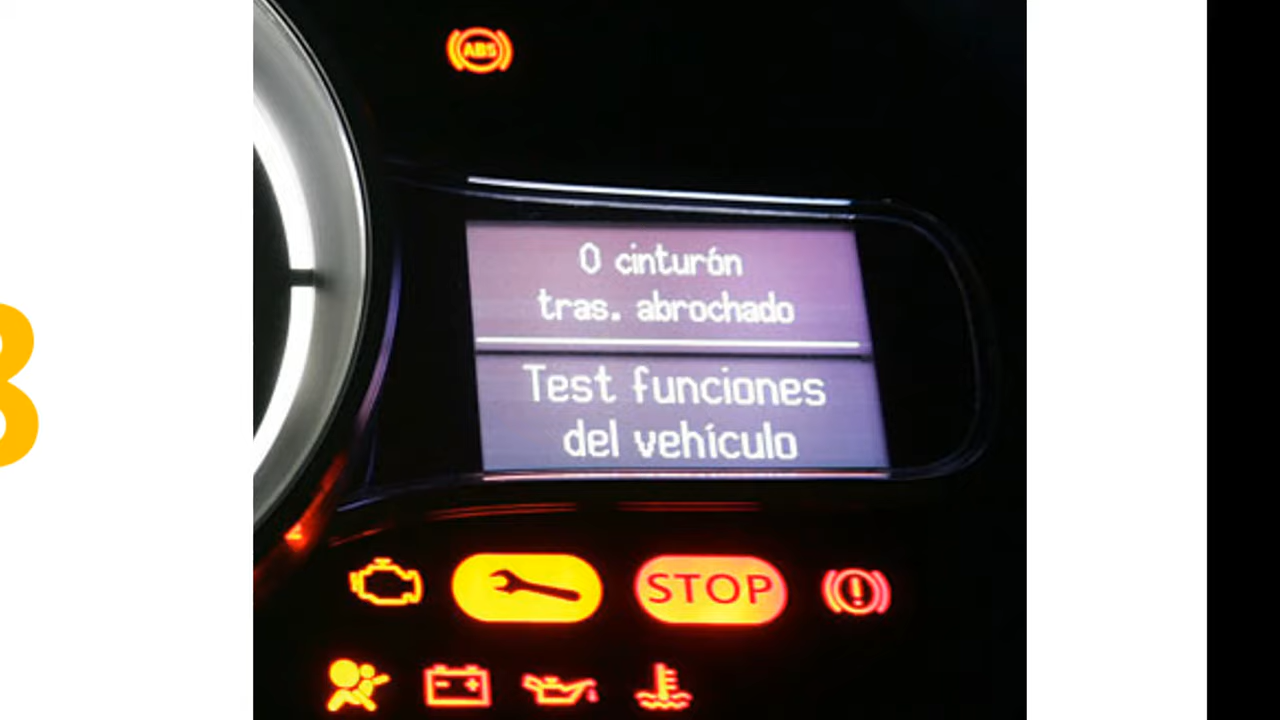 ABS
0 cinturón
tras. abrochado
Test funciones
del vehículo
STOP